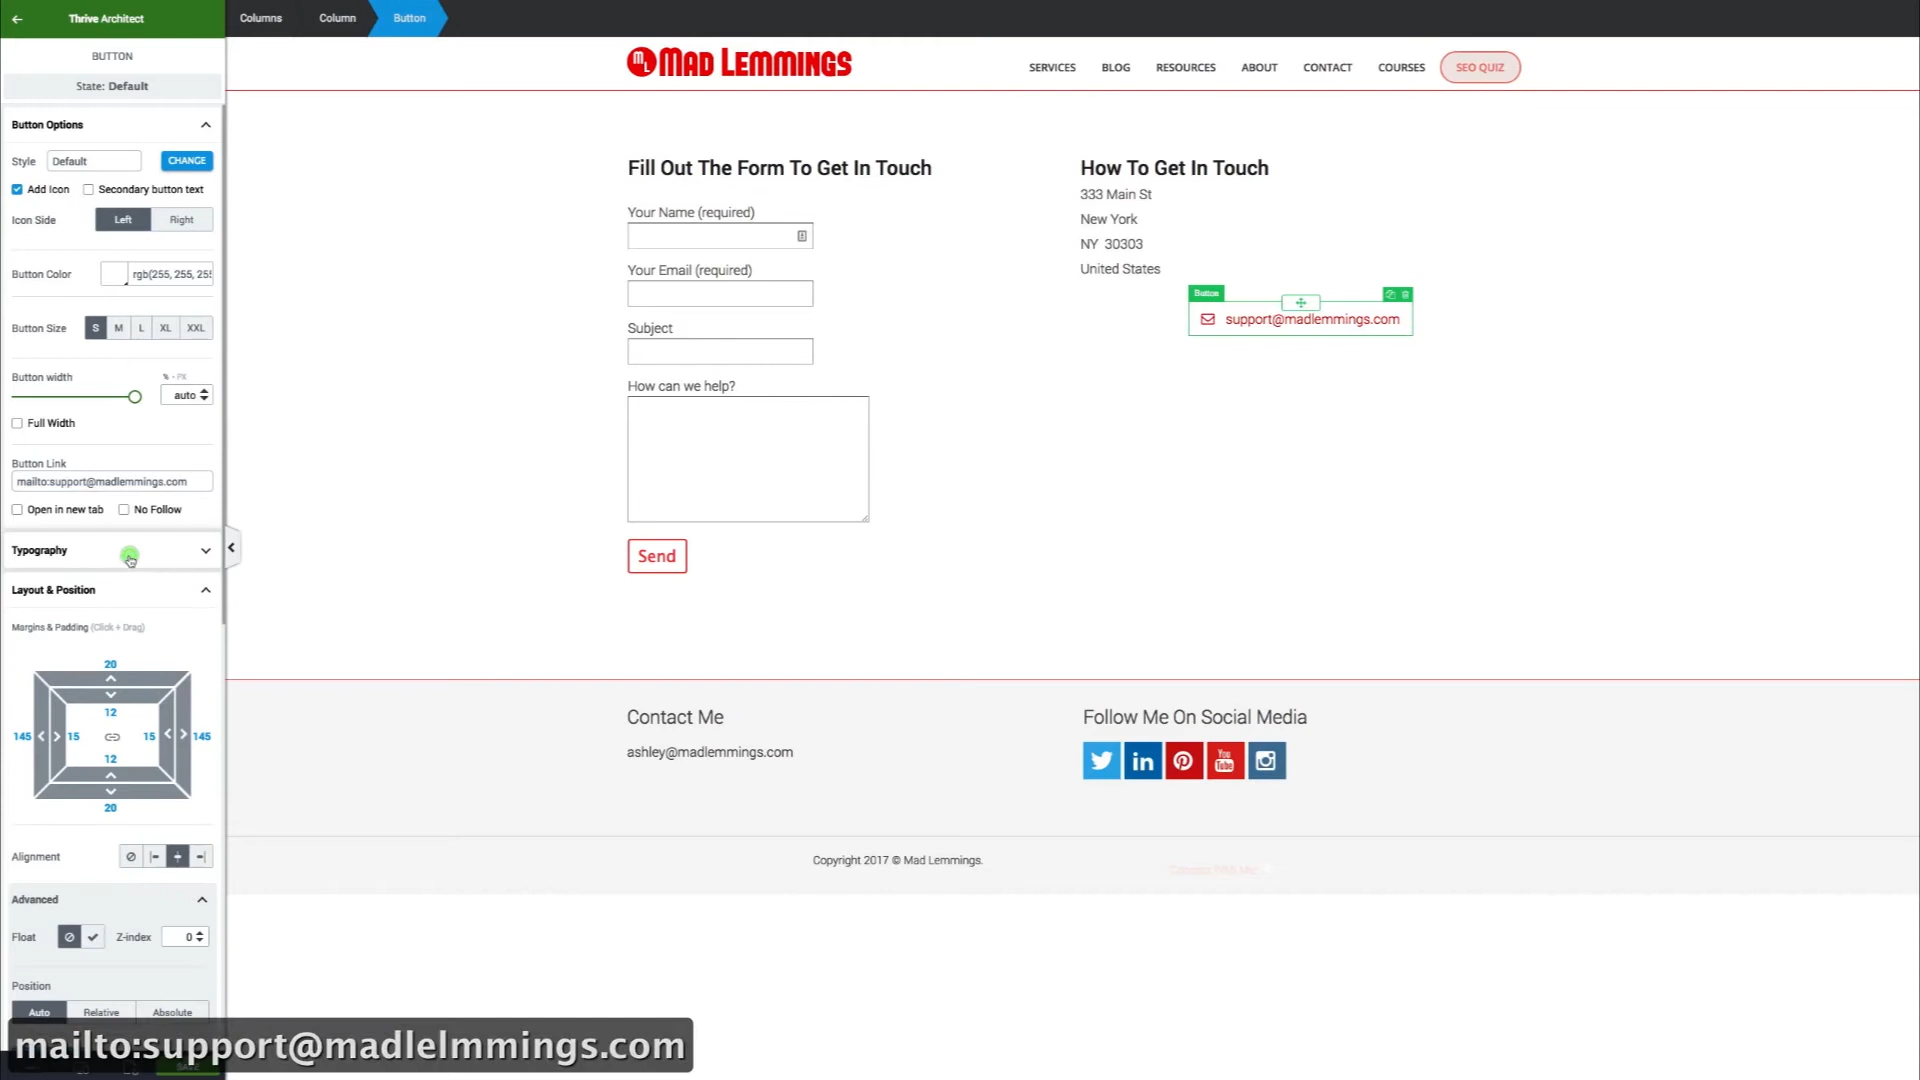 Thrive Architect
Columns
Column
Button
BUTTON
State: Default
Button Options
Style
Default
CHANGE
Add Icon
Secondary button text
Icon Side
Left
Right
Button Color
rgb(255, 255, 255
Button Size
S
M
L
XL
XXL
Button width
% - PX
auto
Full Width
Button Link
mailto:support@madlemmings.com
Open in new tab
No Follow
Typography
Layout & Position
Margins & Padding (Click + Drag)
20
12
145
15
15
145
12
20
Alignment
Advanced
Float
Z-index
0
Position
Auto
Relative
Absolute
SAVE
mailto:support@madlelmmings.com
ML
MAD LEMMINGS
SERVICES
BLOG
RESOURCES
ABOUT
CONTACT
COURSES
SEO QUIZ
Fill Out The Form To Get In Touch
Your Name (required)
Your Email (required)
Subject
How can we help?
Send
How To Get In Touch
333 Main St
New York
NY 30303
United States
Button
support@madlemmings.com
Contact Me
ashley@madlemmings.com
Follow Me On Social Media
in
You
Tube
Copyright 2017 © Mad Lemmings.